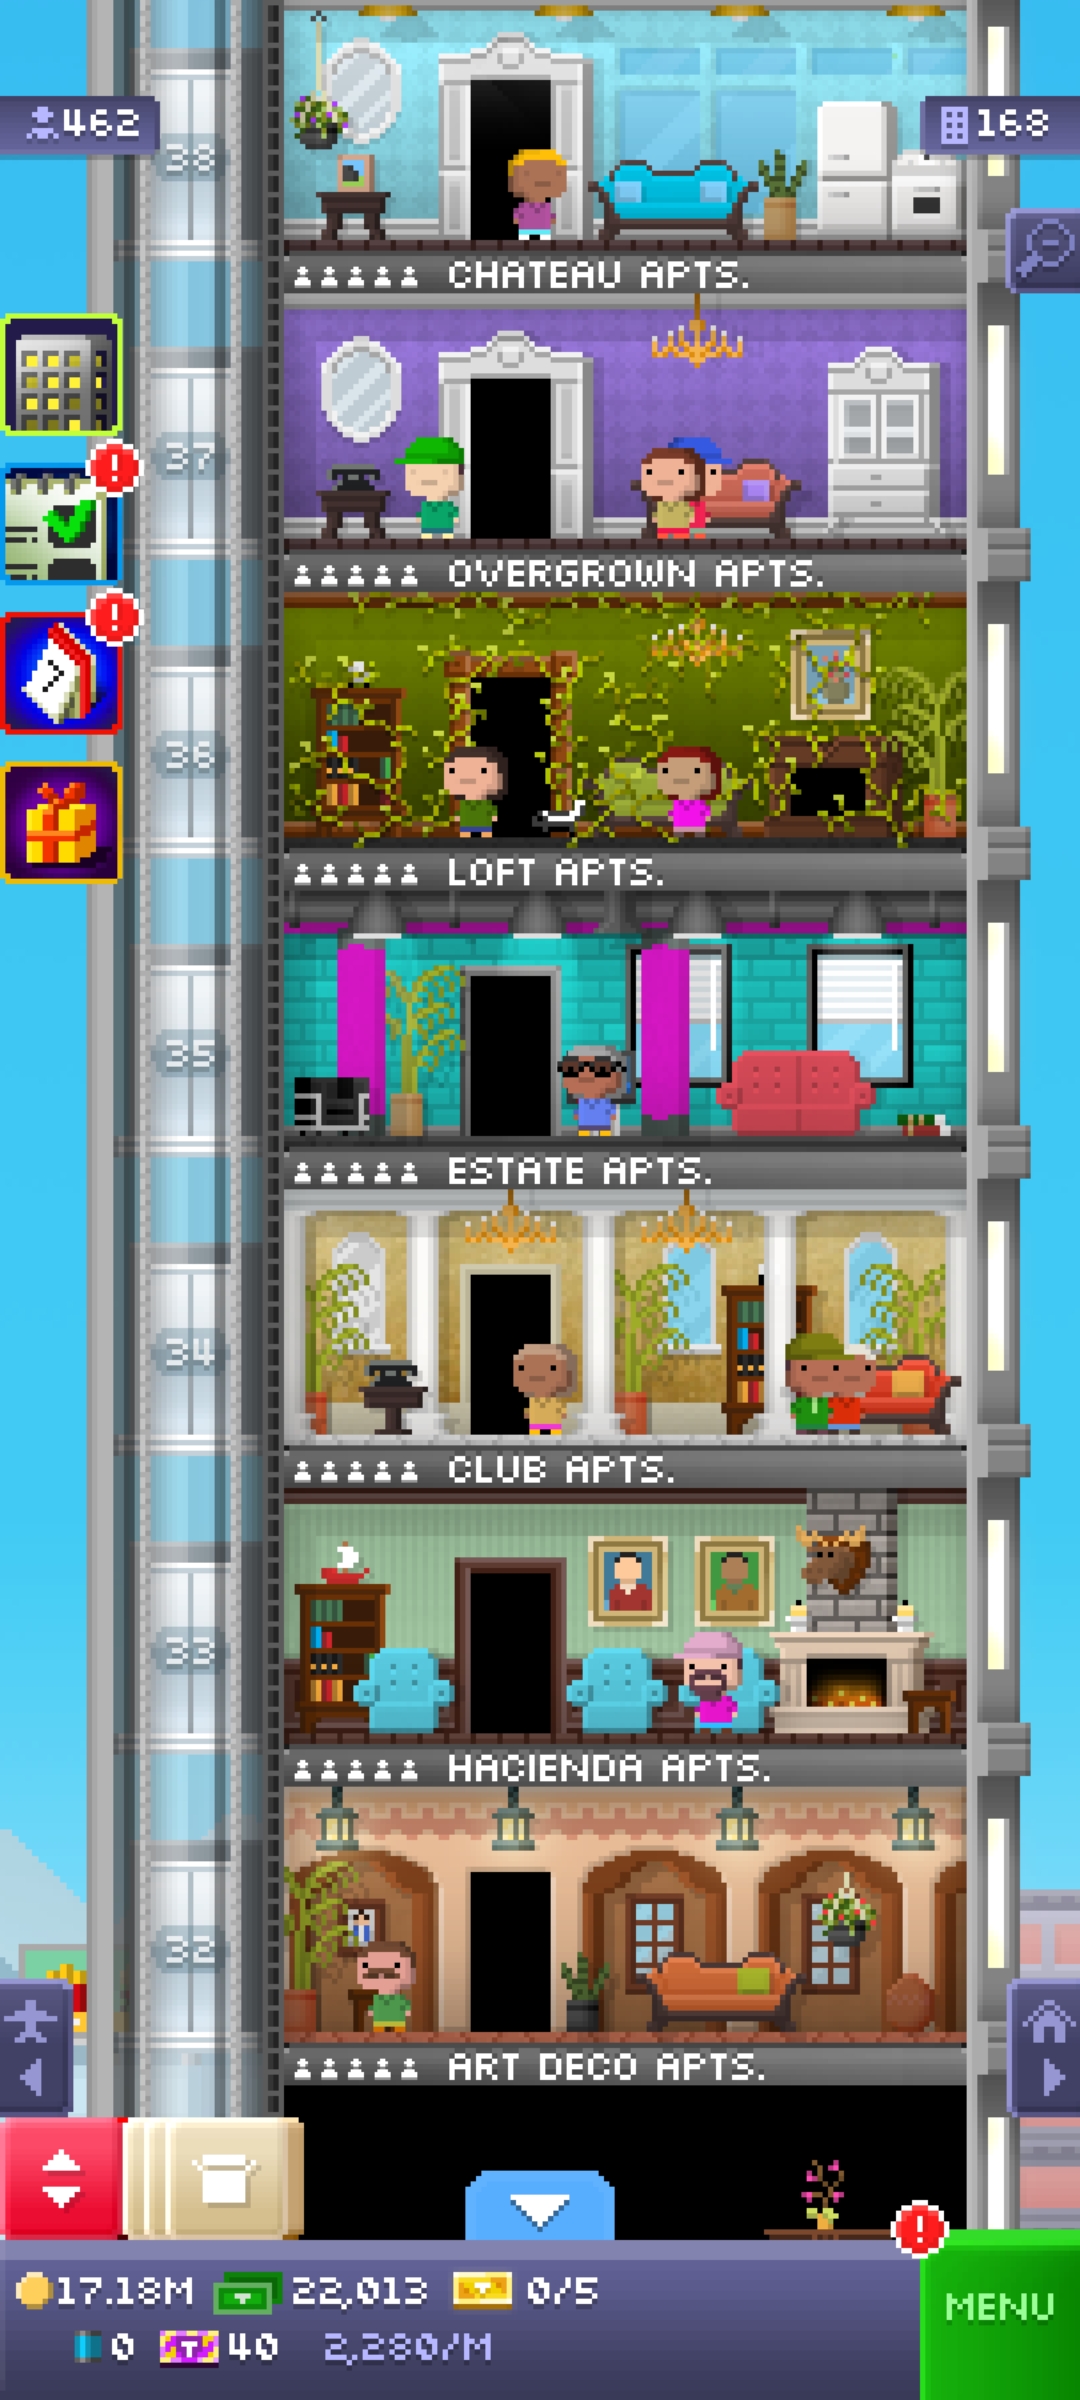 462
168
38
CHATEAU APTS.
37
OVERGROWN APTS.
36
LOFT APTS.
35
ESTATE APTS.
34
CLUB APTS.
33
HACIENDA APTS.
32
ART DECO APTS.
17.18M 22,013 0/5
0 T 40 2,280/M
MENU